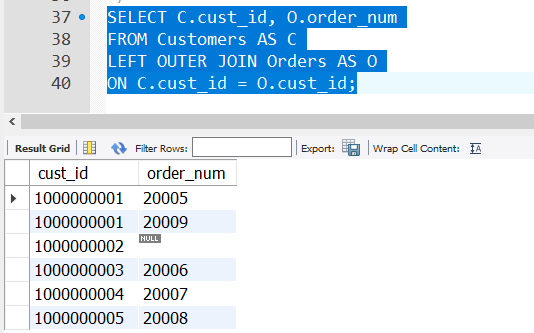 37 SELECT C.cust_id, O.order_num
38 FROM Customers AS C
39 LEFT OUTER JOIN Orders AS O
40 ON C.cust_id = O.cust_id;
Result Grid Filter Rows: Export: Wrap Cell Content:
cust_id order_num
1000000001 20005
1000000001 20009
1000000002 NULL
1000000003 20006
1000000004 20007
1000000005 20008